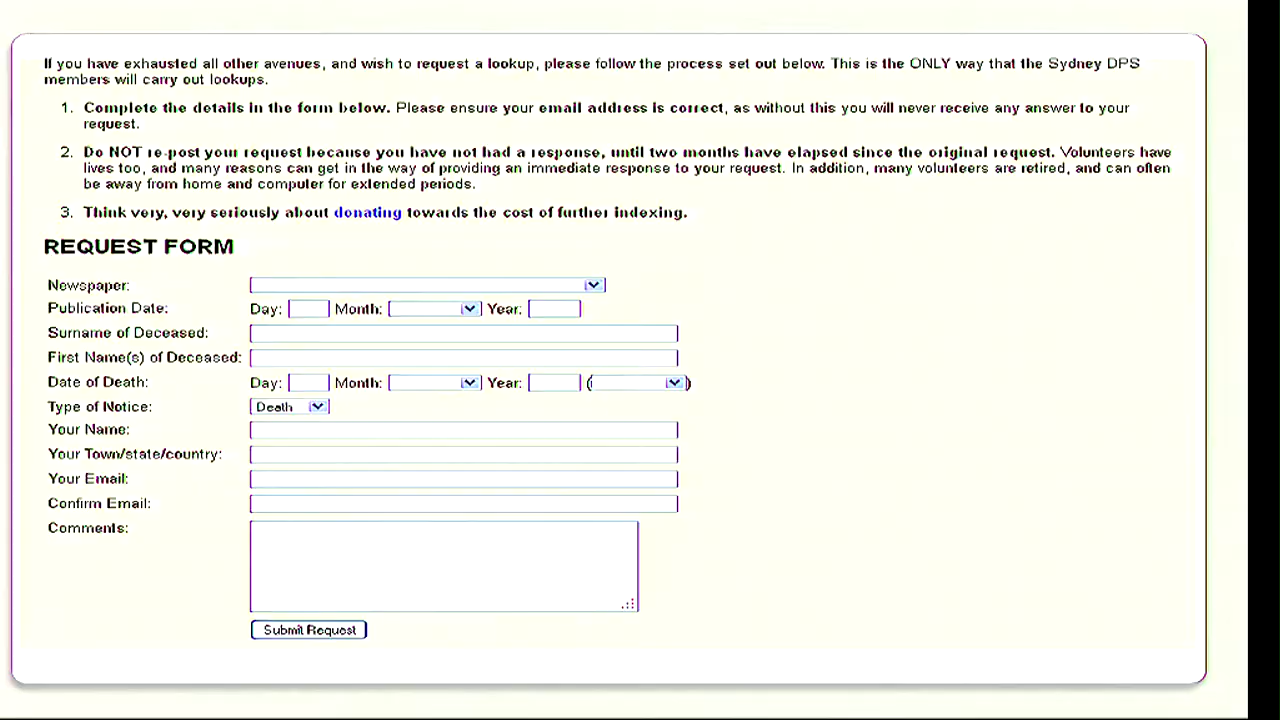 If you have exhausted all other avenues, and wish to request a lookup, please follow the process set out below. This is the ONLY way that the Sydney DPS
members will carry out lookups.
1. Complete the details in the form below. Please ensure your email address is correct, as without this you will never receive any answer to your
request.
2. Do NOT re-post your request because you have not had a response, until two months have elapsed since the original request. Volunteers have
lives too, and many reasons can get in the way of providing an immediate response to your request. In addition, many volunteers are retired, and can often
be away from home and computer for extended periods.
3. Think very, very seriously about donating towards the cost of further indexing.
REQUEST FORM
Newspaper:
Publication Date: Day: Month: Year:
Surname of Deceased:
First Name(s) of Deceased:
Date of Death: Day: Month: Year: ( )
Type of Notice: Death
Your Name:
Your Town/state/country:
Your Email:
Confirm Email:
Comments:
Submit Request